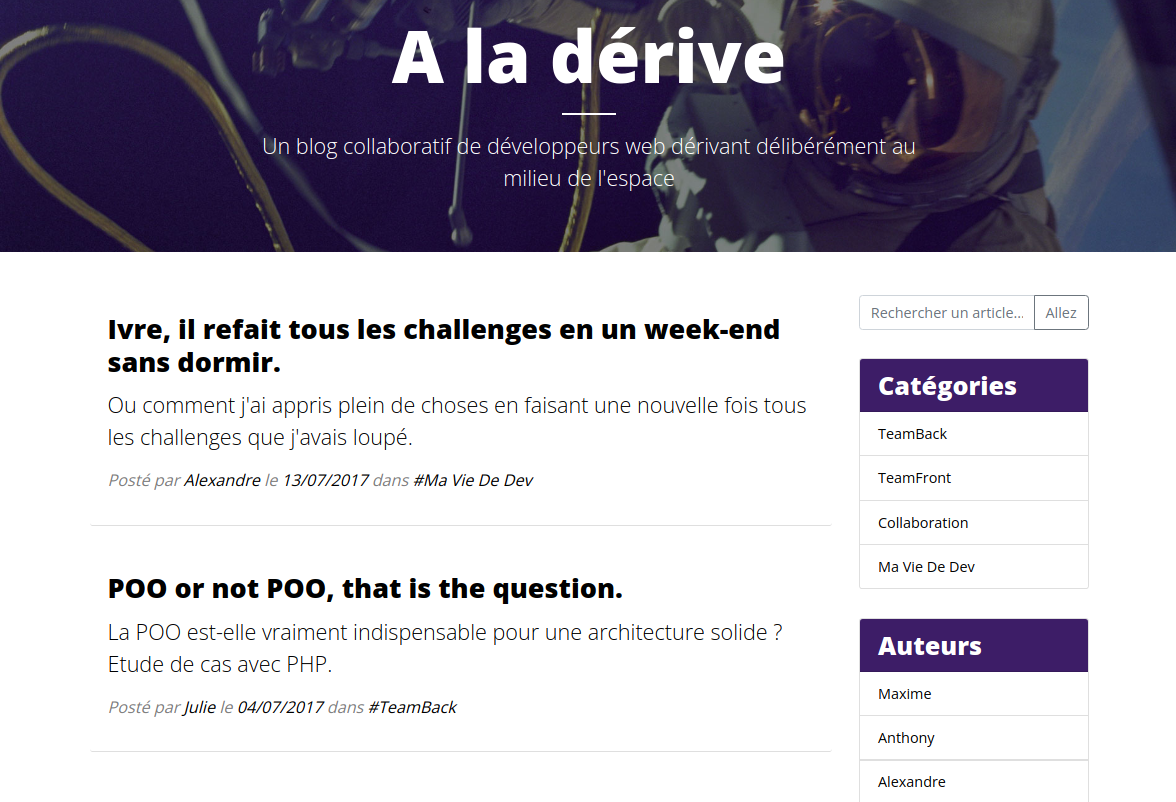 A la dérive
Un blog collaboratif de développeurs web dérivant délibérément au
milieu de l'espace
Ivre, il refait tous les challenges en un week-end
sans dormir.
Ou comment j'ai appris plein de choses en faisant une nouvelle fois tous
les challenges que j'avais loupé.
Posté par Alexandre le 13/07/2017 dans #Ma Vie De Dev
POO or not POO, that is the question.
La POO est-elle vraiment indispensable pour une architecture solide ?
Etude de cas avec PHP.
Posté par Julie le 04/07/2017 dans #TeamBack
Rechercher un article... Allez
Catégories
TeamBack
TeamFront
Collaboration
Ma Vie De Dev
Auteurs
Maxime
Anthony
Alexandre